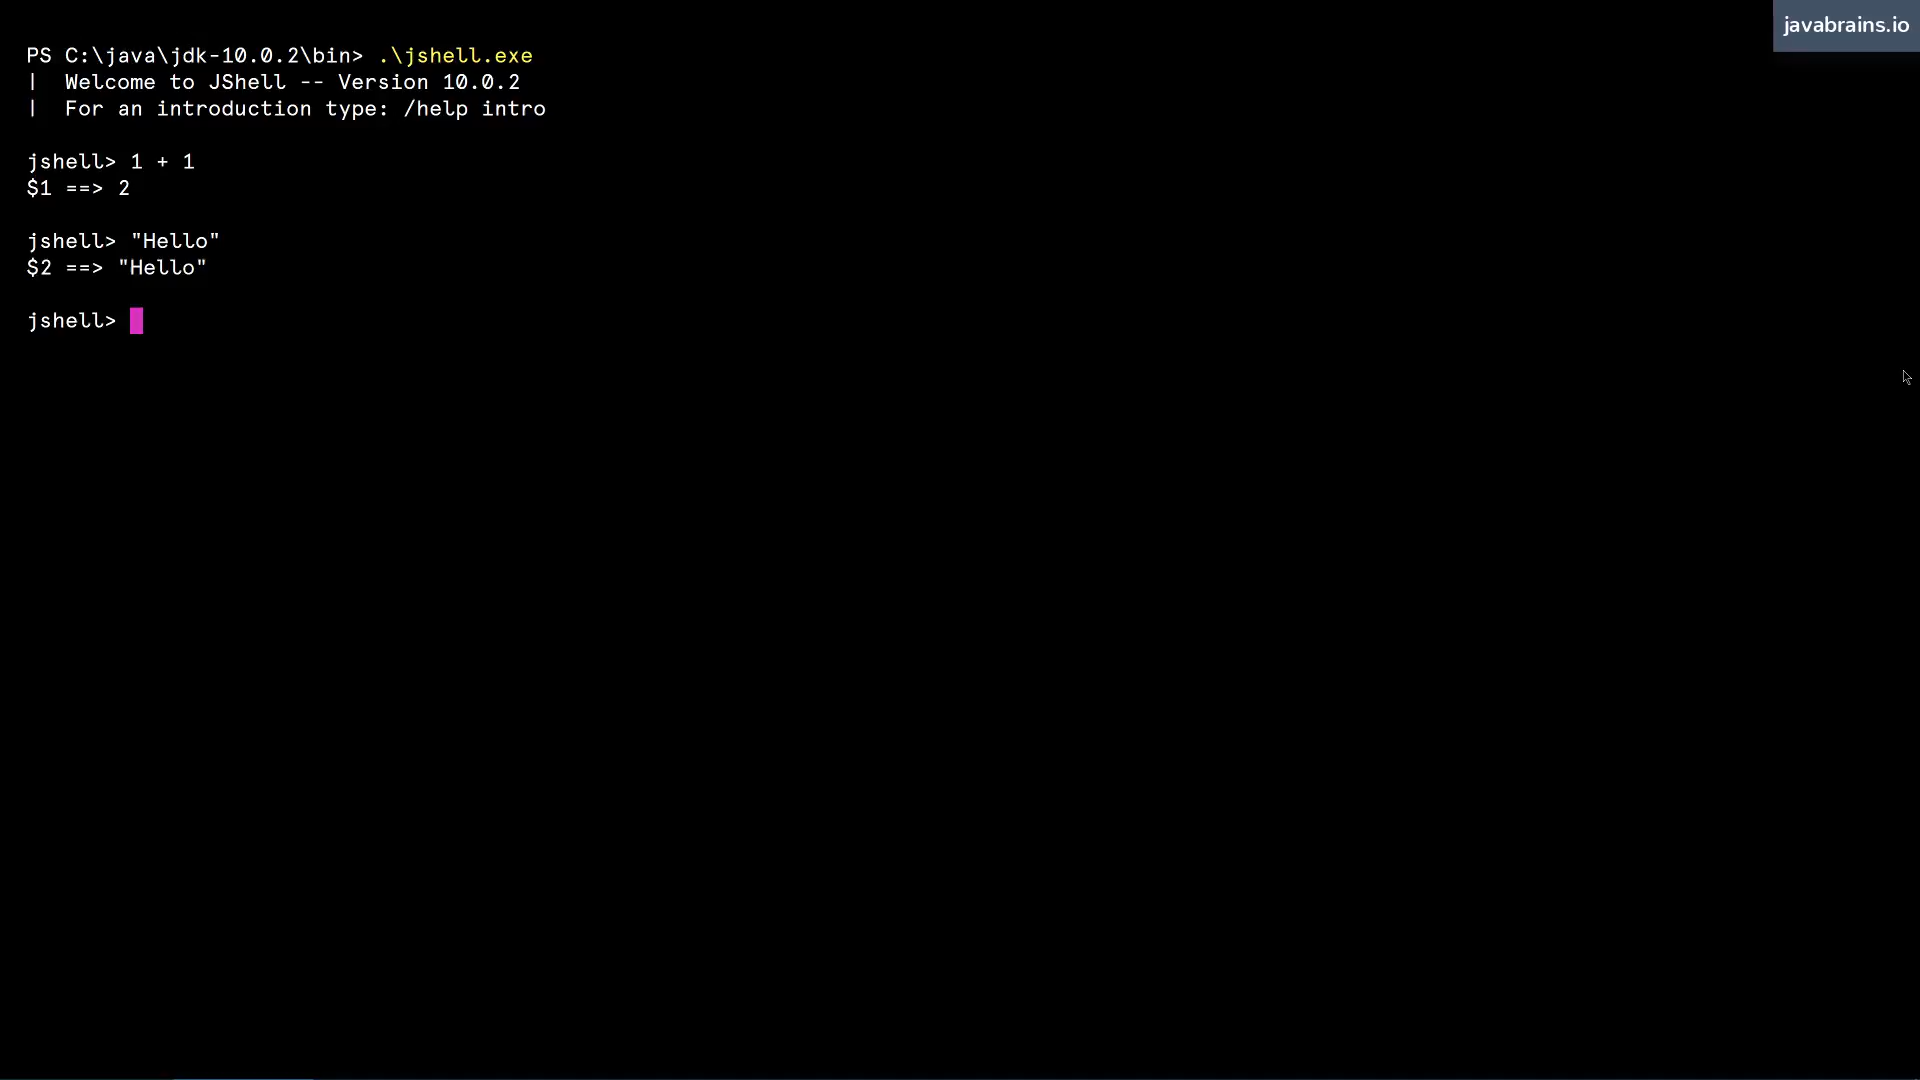 javabrains.io
PS C:\java\jdk-10.0.2\bin> .\jshell.exe
|  Welcome to JShell -- Version 10.0.2
|  For an introduction type: /help intro
jshell> 1 + 1
$1 ==> 2
jshell> "Hello"
$2 ==> "Hello"
jshell>